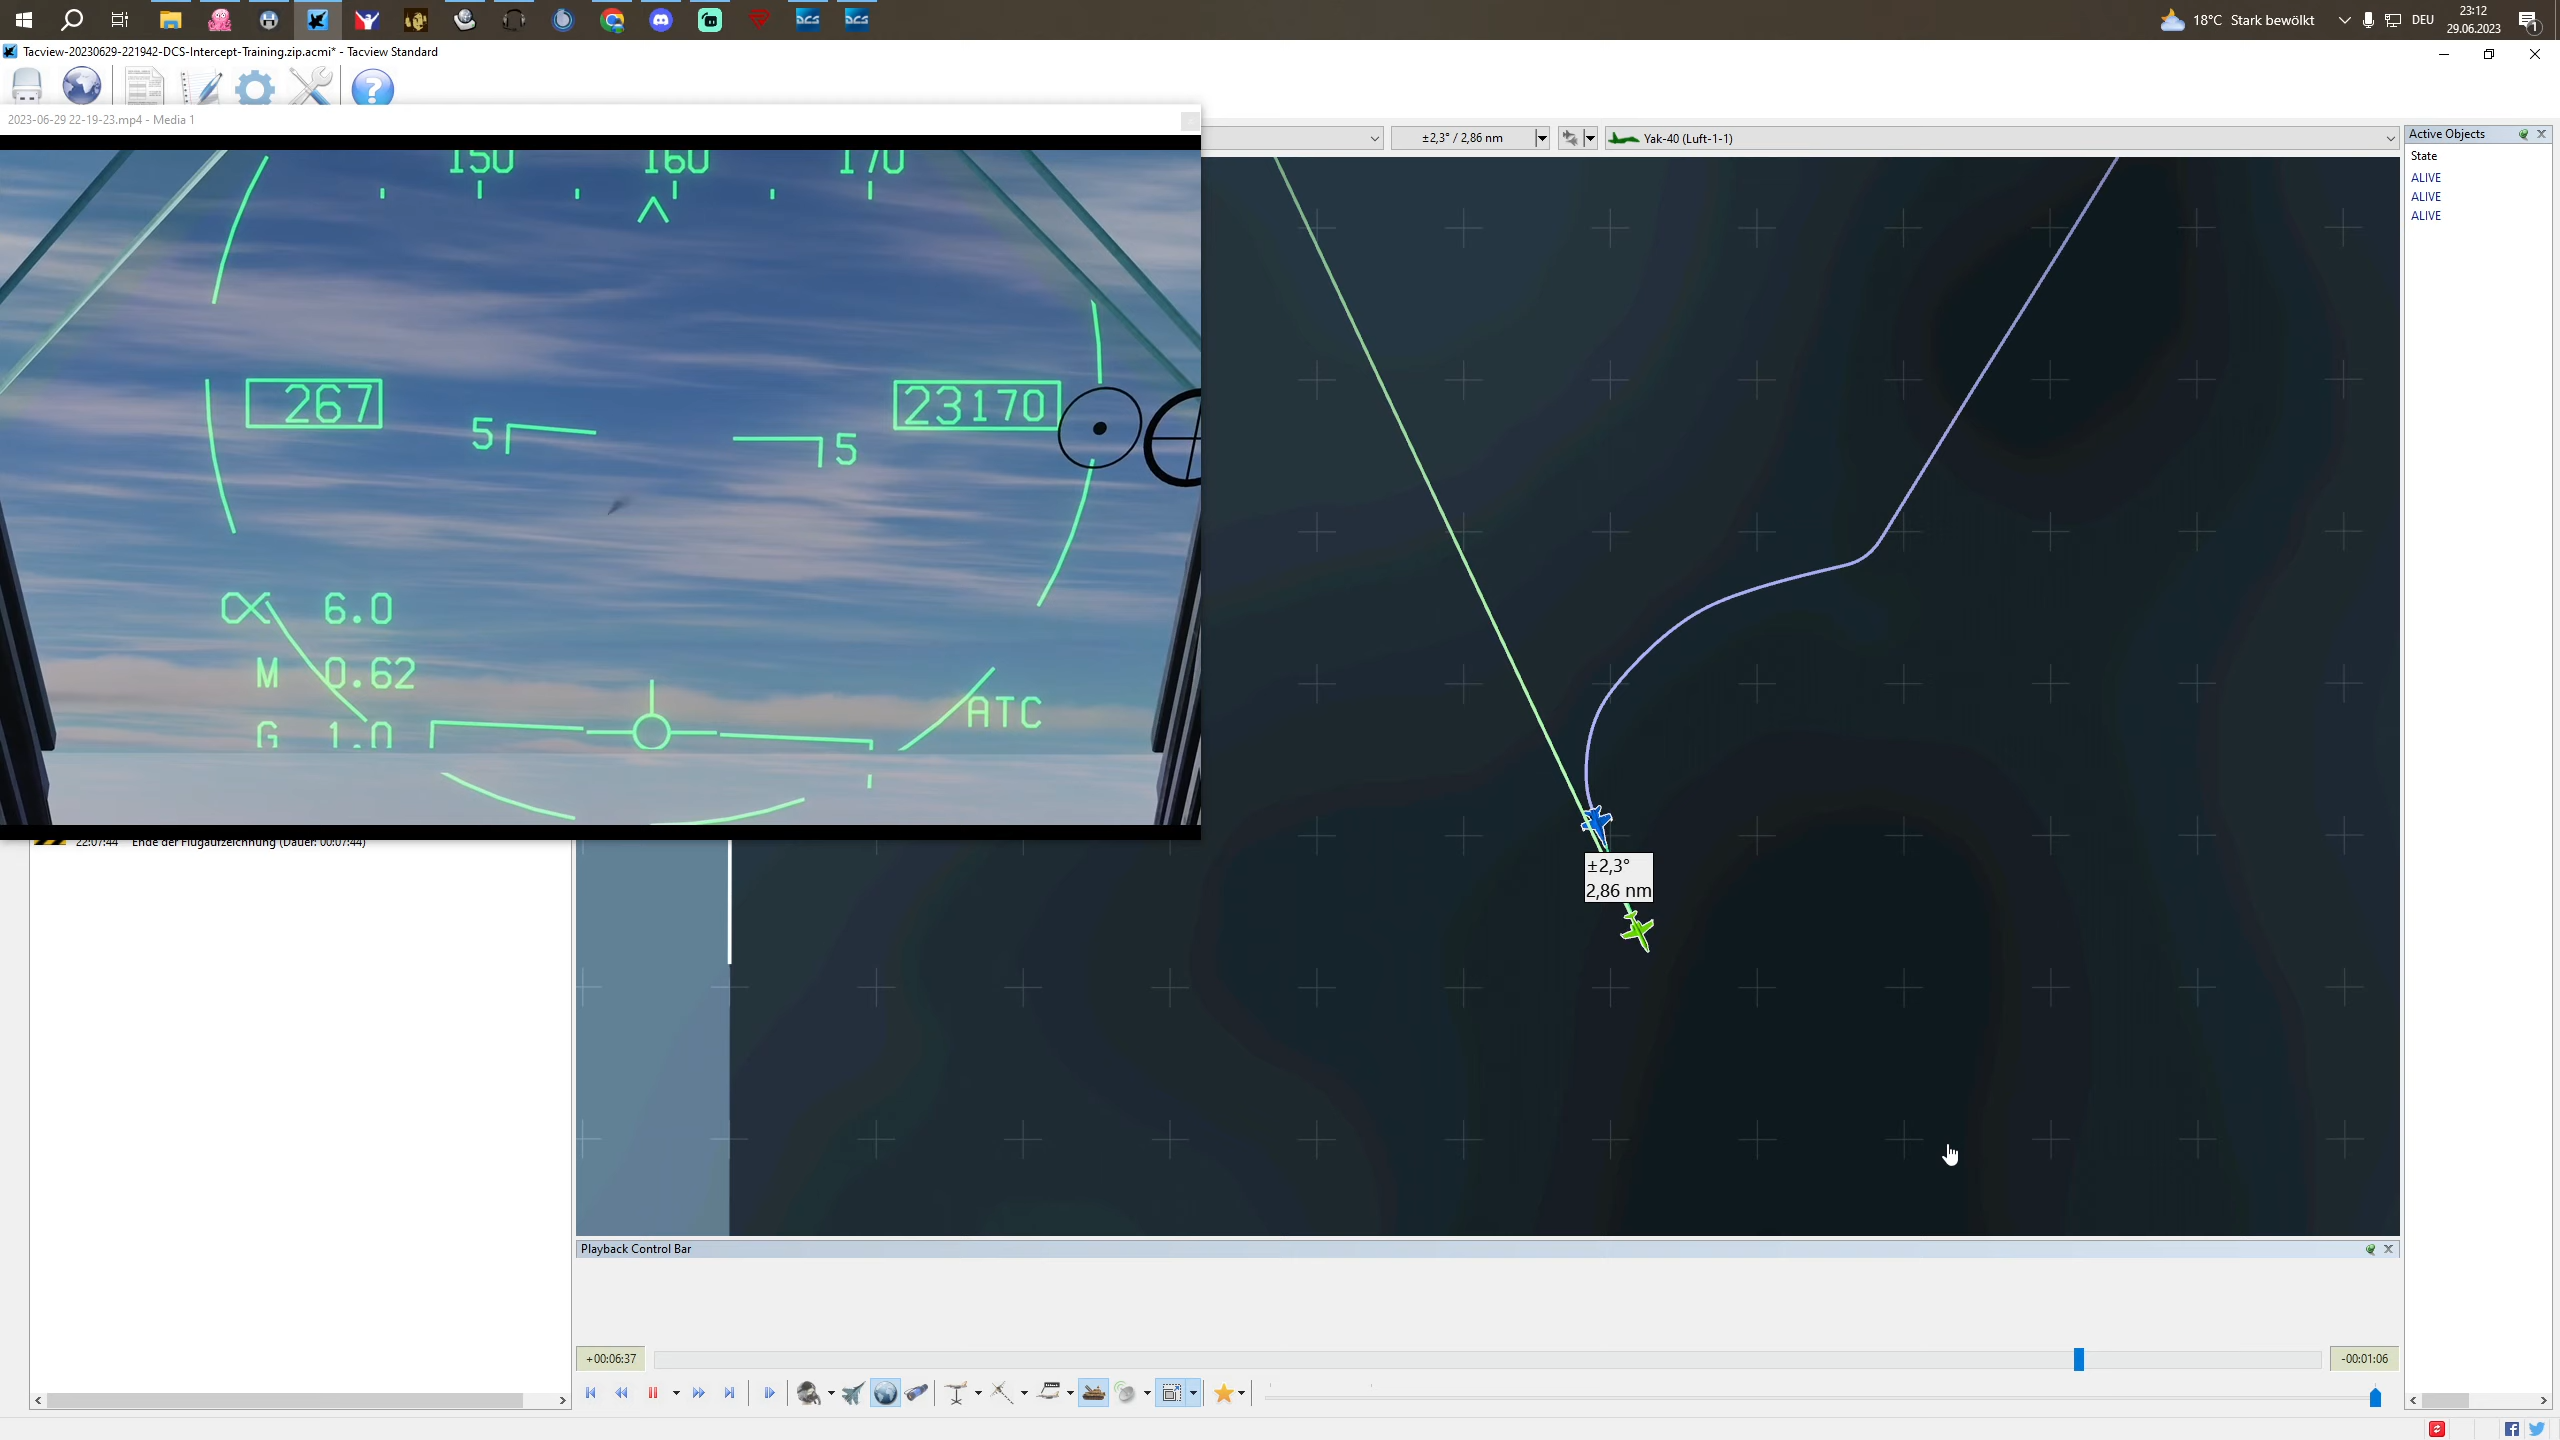 DCS
DCS
18°C Stark bewölkt
DEU
23:12
29.06.2023
1
Tacview-20230629-221942-DCS-Intercept-Training.zip.acmi* - Tacview Standard
2023-06-29 22-19-23.mp4 - Media 1
±2,3° / 2,86 nm
Yak-40 (Luft-1-1)
Active Objects
State
ALIVE
ALIVE
ALIVE
150 160 170
267
23170
5 5
α 6.0
M 0.62
G 1.0
ATC
22:07:44 Ende der Flugaufzeichnung (Dauer: 00:07:44)
±2,3°
2,86 nm
Playback Control Bar
+00:06:37
-00:01:06